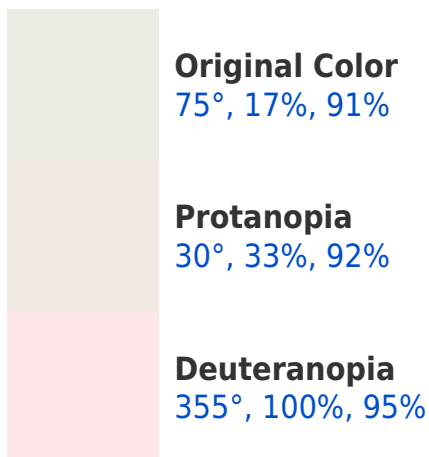 Original Color
75°, 17%, 91%
Protanopia
30°, 33%, 92%
Deuteranopia
355°, 100%, 95%